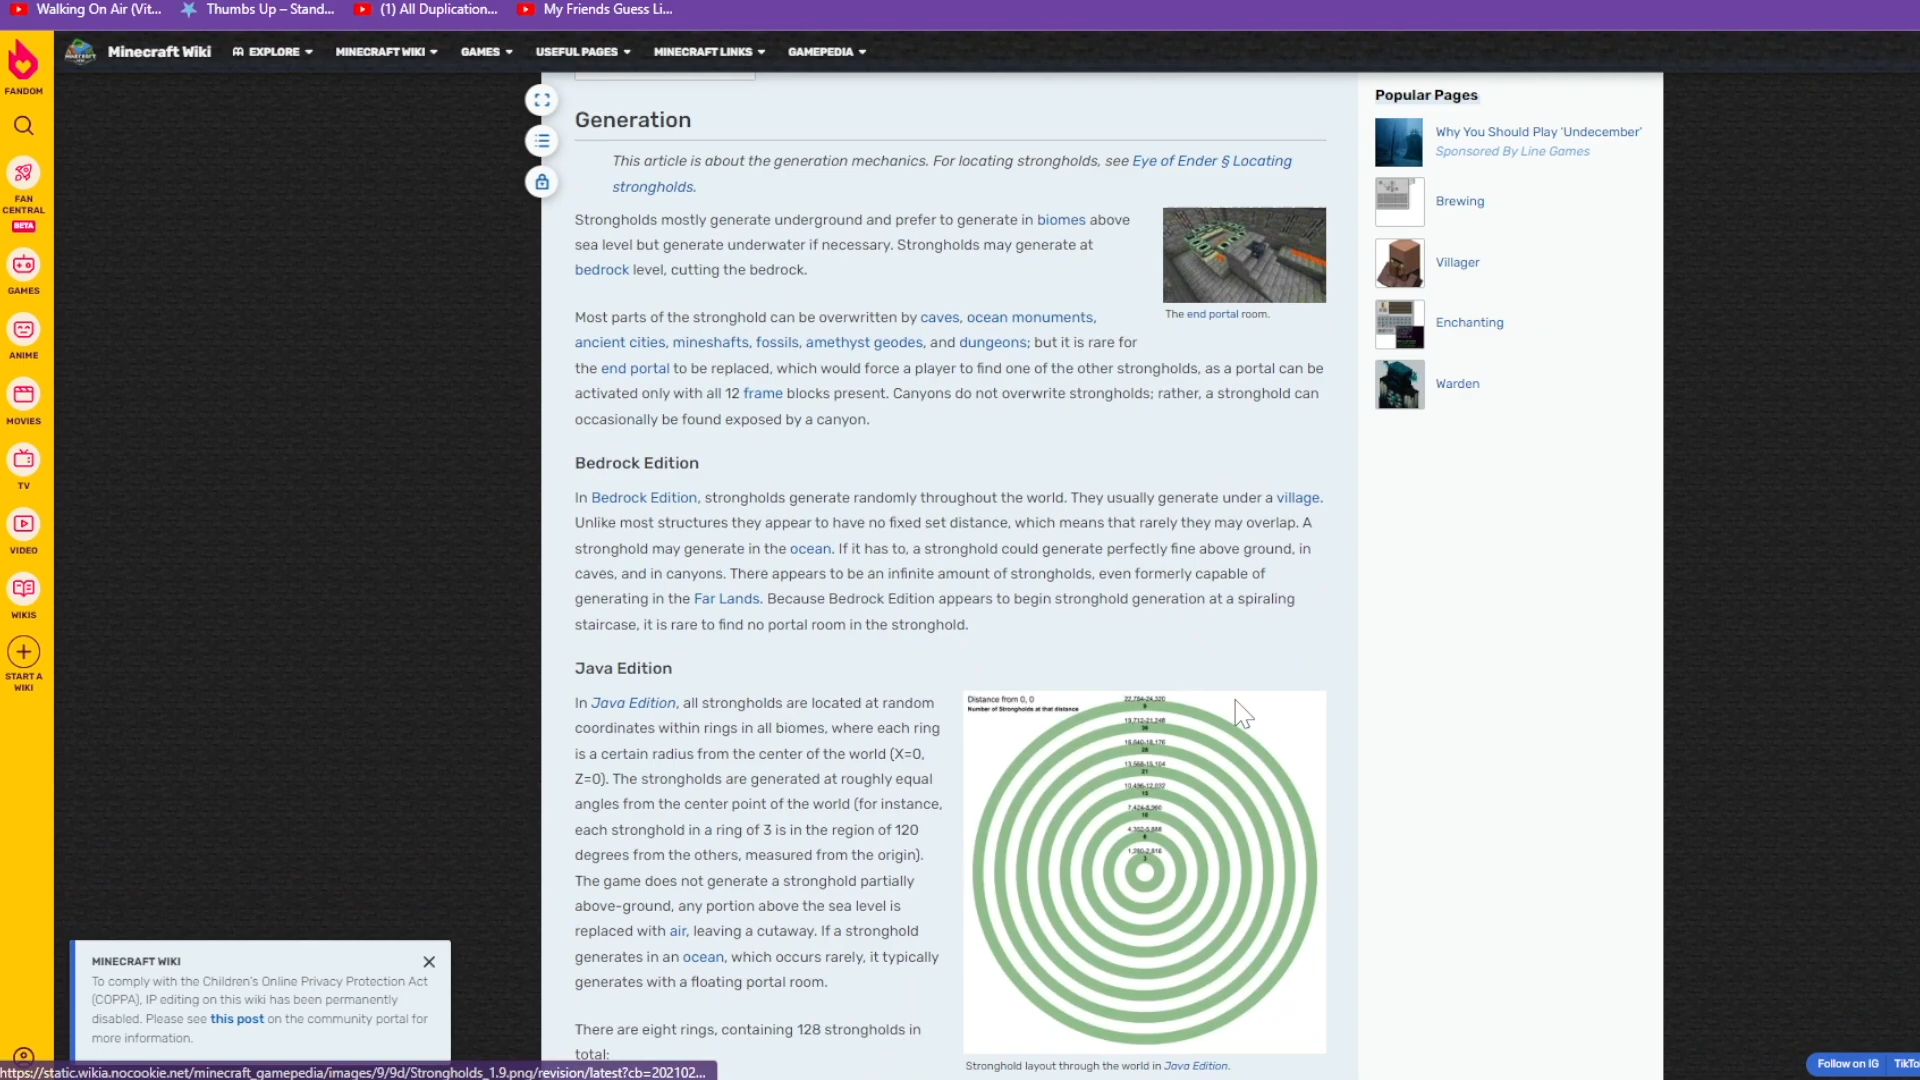 Walking On Air (Vit...
Thumbs Up – Stand...
(1) All Duplication...
My Friends Guess Li...
Minecraft Wiki
EXPLORE
MINECRAFT WIKI
GAMES
USEFUL PAGES
MINECRAFT LINKS
GAMEPEDIA
FANDOM
FAN
CENTRAL
BETA
GAMES
ANIME
MOVIES
TV
VIDEO
WIKIS
START A
WIKI
Generation
This article is about the generation mechanics. For locating strongholds, see Eye of Ender § Locating
strongholds.
Strongholds mostly generate underground and prefer to generate in biomes above
sea level but generate underwater if necessary. Strongholds may generate at
bedrock level, cutting the bedrock.
The end portal room.
Most parts of the stronghold can be overwritten by caves, ocean monuments,
ancient cities, mineshafts, fossils, amethyst geodes, and dungeons; but it is rare for
the end portal to be replaced, which would force a player to find one of the other strongholds, as a portal can be
activated only with all 12 frame blocks present. Canyons do not overwrite strongholds; rather, a stronghold can
occasionally be found exposed by a canyon.
Bedrock Edition
In Bedrock Edition, strongholds generate randomly throughout the world. They usually generate under a village.
Unlike most structures they appear to have no fixed set distance, which means that rarely they may overlap. A
stronghold may generate in the ocean. If it has to, a stronghold could generate perfectly fine above ground, in
caves, and in canyons. There appears to be an infinite amount of strongholds, even formerly capable of
generating in the Far Lands. Because Bedrock Edition appears to begin stronghold generation at a spiraling
staircase, it is rare to find no portal room in the stronghold.
Java Edition
In Java Edition, all strongholds are located at random
coordinates within rings in all biomes, where each ring
is a certain radius from the center of the world (X=0,
Z=0). The strongholds are generated at roughly equal
angles from the center point of the world (for instance,
each stronghold in a ring of 3 is in the region of 120
degrees from the others, measured from the origin).
The game does not generate a stronghold partially
above-ground, any portion above the sea level is
replaced with air, leaving a cutaway. If a stronghold
generates in an ocean, which occurs rarely, it typically
generates with a floating portal room.
There are eight rings, containing 128 strongholds in
total:
Distance from 0, 0
Number of Strongholds at that distance
Stronghold layout through the world in Java Edition.
Popular Pages
Why You Should Play 'Undecember'
Sponsored By Line Games
Brewing
Villager
Enchanting
Warden
MINECRAFT WIKI
To comply with the Children's Online Privacy Protection Act
(COPPA), IP editing on this wiki has been permanently
disabled. Please see this post on the community portal for
more information.
https://static.wikia.nocookie.net/minecraft_gamepedia/images/9/9d/Strongholds_1.9.png/revision/latest?cb=202102...
Follow on IG
TikTo